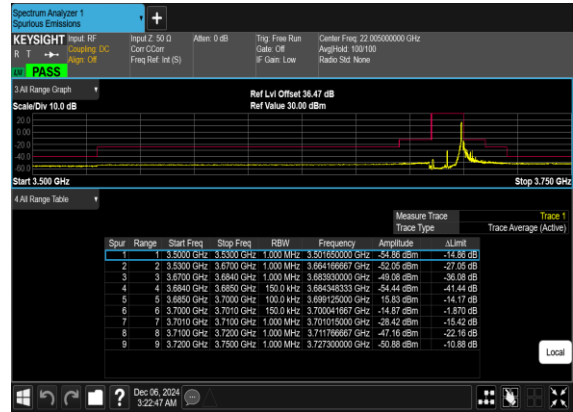 Spectrum Analyzer 1
Spurious Emissions
KEYSIGHT Input: RF Input Z: 50 Ω Atten: 0 dB Trig: Free Run Center Freq: 22.005000000 GHz
R T Coupling: DC Corr CCorr Gate: Off Avg|Hold: 100/100
Align: Off Freq Ref: Int (S) IF Gain: Low Radio Std: None
LW PASS
3 All Range Graph
Ref Lvl Offset 36.47 dB
Scale/Div 10.0 dB Ref Value 30.00 dBm
20.0
0.00
-20.0
-40.0
-60.0
Start 3.500 GHz Stop 3.750 GHz
4 All Range Table
Measure Trace Trace 1
Trace Type Trace Average (Active)
Spur Range Start Freq Stop Freq RBW Frequency Amplitude ΔLimit
1 1 3.5000 GHz 3.5300 GHz 1.000 MHz 3.501650000 GHz -54.86 dBm -14.86 dB
2 2 3.5300 GHz 3.6700 GHz 1.000 MHz 3.664166667 GHz -52.05 dBm -27.05 dB
3 3 3.6700 GHz 3.6840 GHz 1.000 MHz 3.683930000 GHz -49.08 dBm -36.08 dB
4 4 3.6840 GHz 3.6850 GHz 150.0 kHz 3.684348333 GHz -54.44 dBm -41.44 dB
5 5 3.6850 GHz 3.7000 GHz 100.0 kHz 3.699125000 GHz 15.83 dBm -14.17 dB
6 6 3.7000 GHz 3.7010 GHz 150.0 kHz 3.700041667 GHz -14.87 dBm -1.870 dB
7 7 3.7010 GHz 3.7100 GHz 1.000 MHz 3.701015000 GHz -28.42 dBm -15.42 dB
8 8 3.7100 GHz 3.7200 GHz 1.000 MHz 3.711766667 GHz -47.16 dBm -22.16 dB
9 9 3.7200 GHz 3.7500 GHz 1.000 MHz 3.727300000 GHz -50.88 dBm -10.88 dB
Local
? Dec 06, 2024
3:22:47 AM